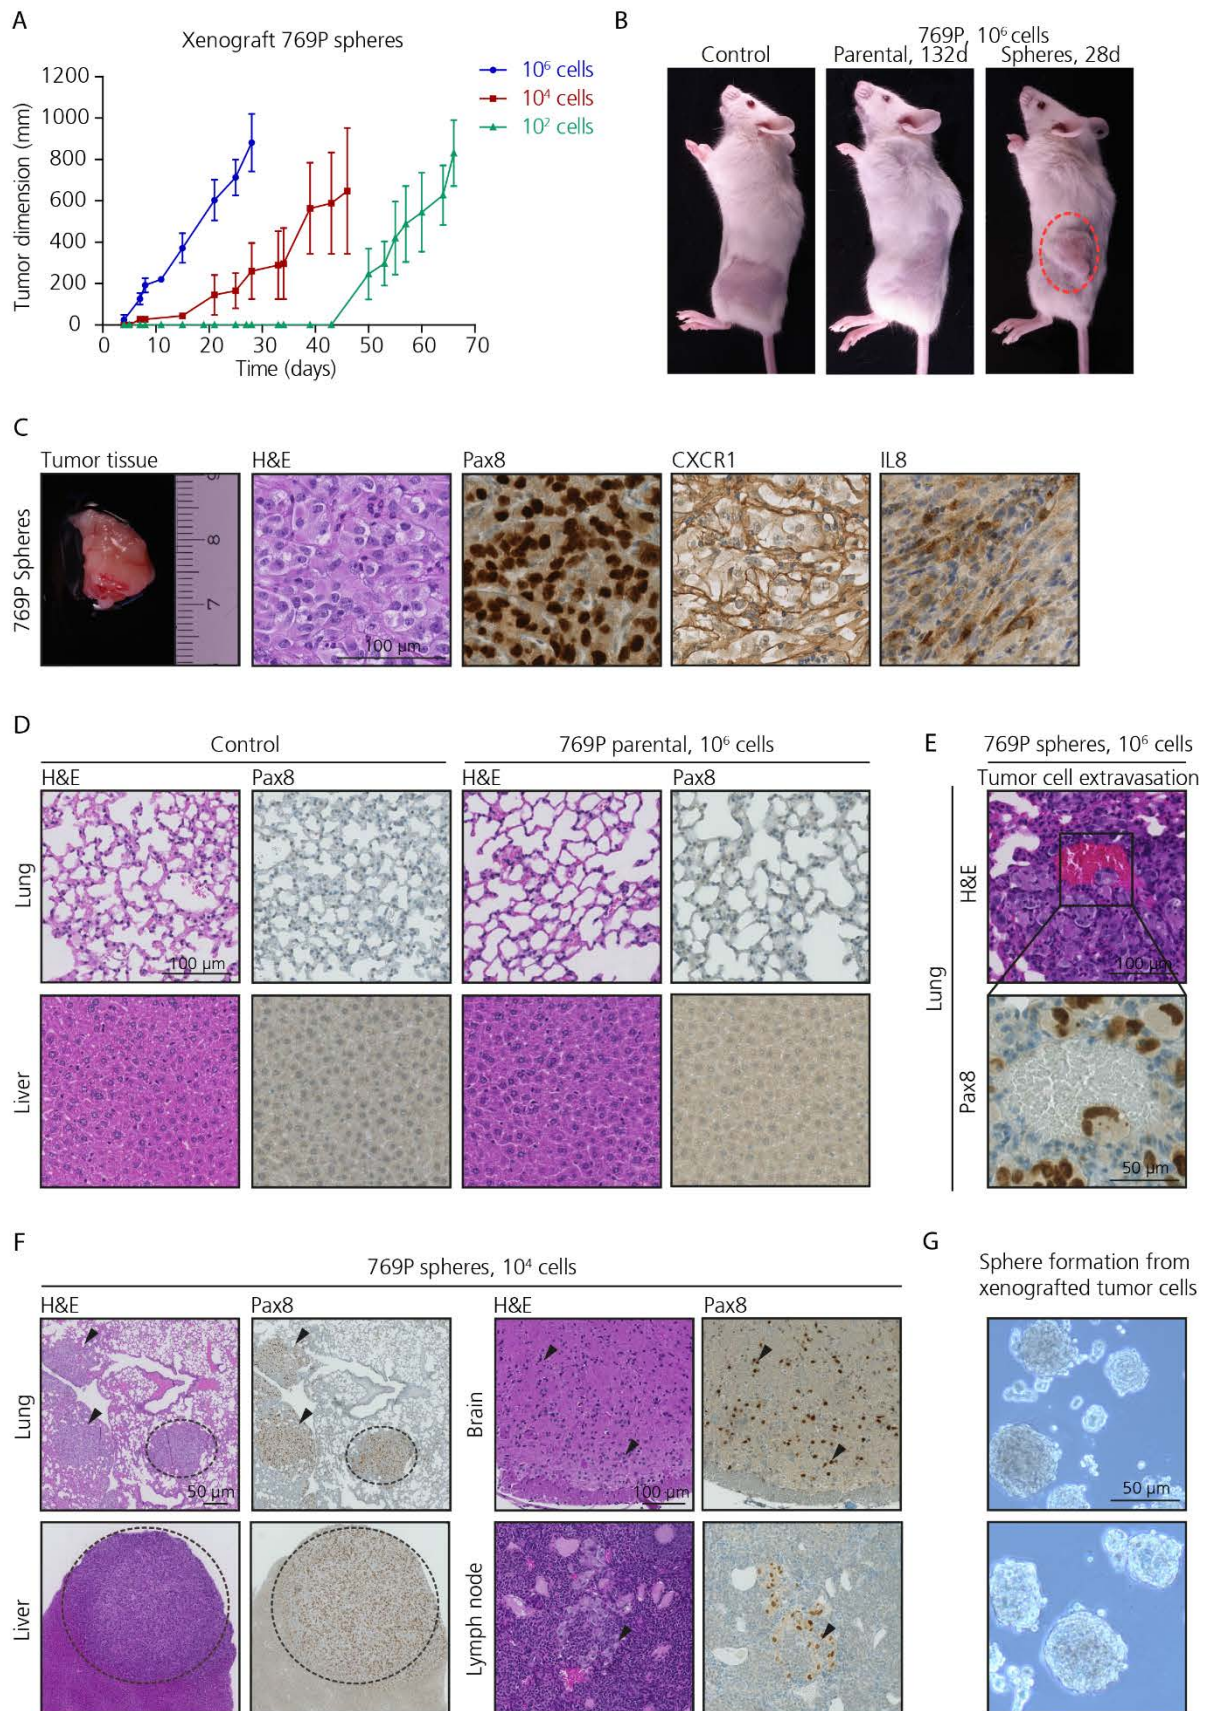 A
Xenograft 769P spheres
1200
1000
800
600
400
200
0
Tumor dimension (mm)
0 10 20 30 40 50 60 70
Time (days)
10⁶ cells
10⁴ cells
10² cells
B
769P, 10⁶ cells
Control Parental, 132d Spheres, 28d
C
Tumor tissue H&E Pax8 CXCR1 IL8
769P Spheres
9
8
7
100 µm
D
Control 769P parental, 10⁶ cells
H&E Pax8 H&E Pax8
Lung
100 µm
Liver
E
769P spheres, 10⁶ cells
Tumor cell extravasation
Lung
H&E
100 µm
Pax8
50 µm
F
769P spheres, 10⁴ cells
H&E Pax8 H&E Pax8
Lung
50 µm
Brain
100 µm
Liver
Lymph node
G
Sphere formation from
xenografted tumor cells
50 µm